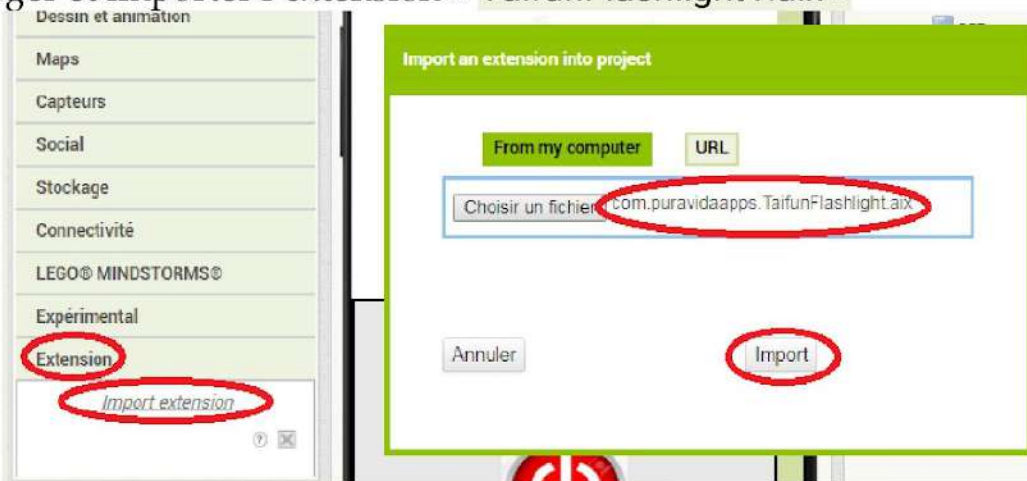 Dessin et animation
Maps
Capteurs
Social
Stockage
Connectivité
LEGO® MINDSTORMS®
Expérimental
Extension
Import extension
Import an extension into project
From my computer
URL
Choisir un fichier com.puravidaapps.TaifunFlashlight.aix
Annuler
Import